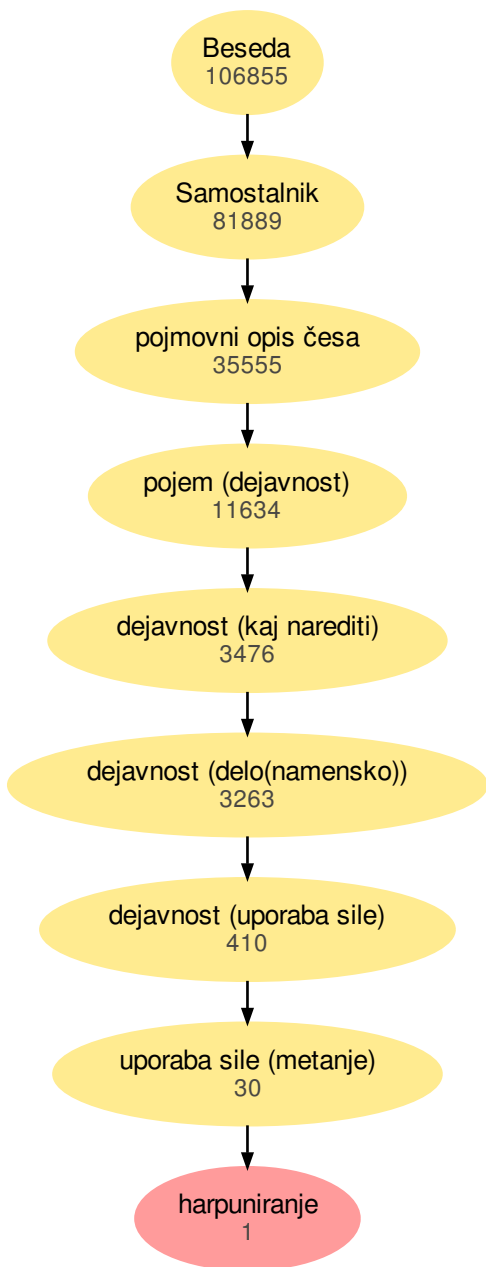 Beseda
106855
Samostalnik
81889
pojmovni opis česa
35555
pojem (dejavnost)
11634
dejavnost (kaj narediti)
3476
dejavnost (delo(namensko))
3263
dejavnost (uporaba sile)
410
uporaba sile (metanje)
30
harpuniranje
1